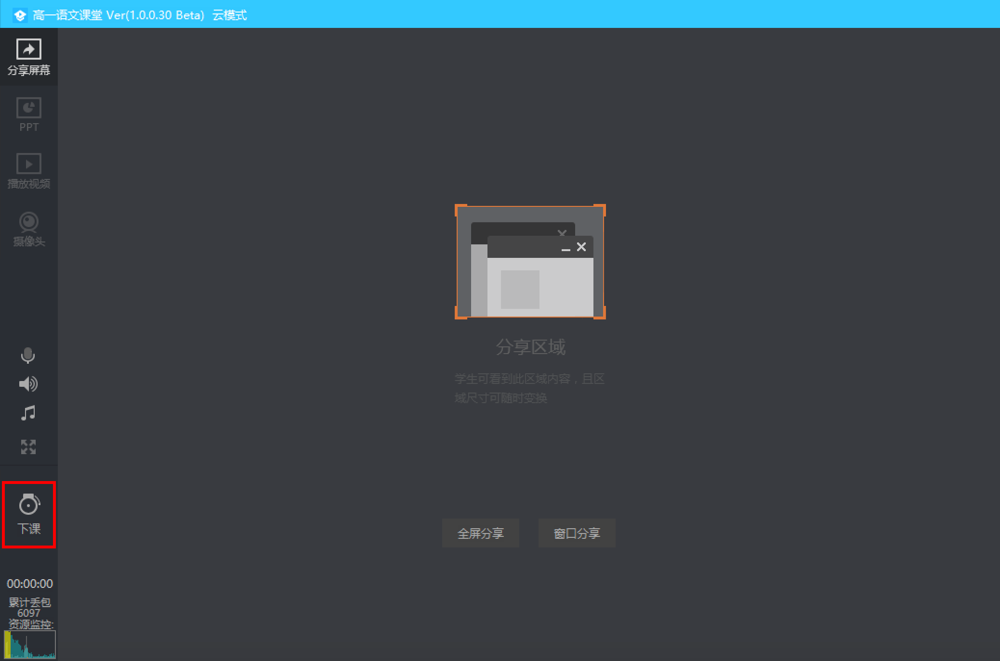 高一语文课堂 Ver(1.0.0.30 Beta) 云模式
分享屏幕
PPT
播放视频
摄像头
分享区域
学生可看到此区域内容，且区
域尺寸可随时变换
全屏分享
窗口分享
下课
00:00:00
累计丢包
6097
资源监控: